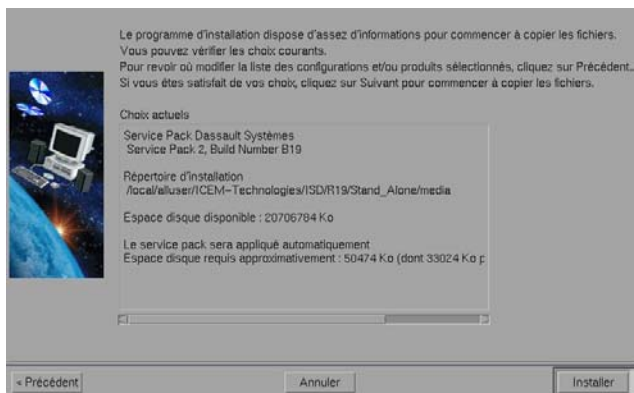 Le programme d'installation dispose d'assez d'informations pour commencer à copier les fichiers.
Vous pouvez vérifier les choix courants.
Pour revoir où modifier la liste des configurations et/ou produits sélectionnés, cliquez sur Précédent..
Si vous êtes satisfait de vos choix, cliquez sur Suivant pour commencer à copier les fichiers.
Choix actuels
Service Pack Dassault Systèmes
Service Pack 2, Build Number B19
Répertoire d'installation
/local/alluser/ICEM-Technologies/ISD/R19/Stand_Alone/media
Espace disque disponible : 20706784 Ko
Le service pack sera appliqué automatiquement
Espace disque requis approximativement : 50474 Ko (dont 33024 Ko p
< Précédent
Annuler
Installer